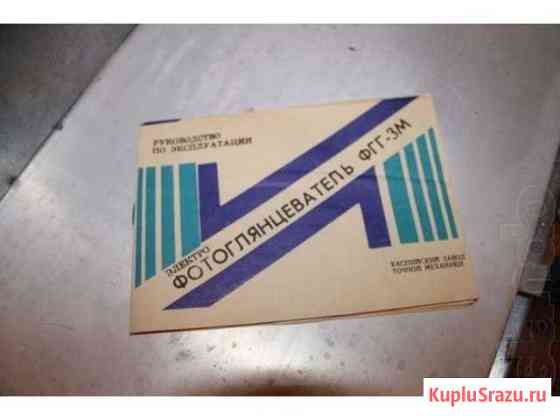 РУКОВОДСТВО
ПО ЭКСПЛУАТАЦИИ
ЭЛЕКТРО
ФОТОГЛЯНЦЕВАТЕЛЬ ФГГ-3М
КАСПИЙСКИЙ ЗАВОД
ТОЧНОЙ МЕХАНИКИ
KupluSrazu.ru